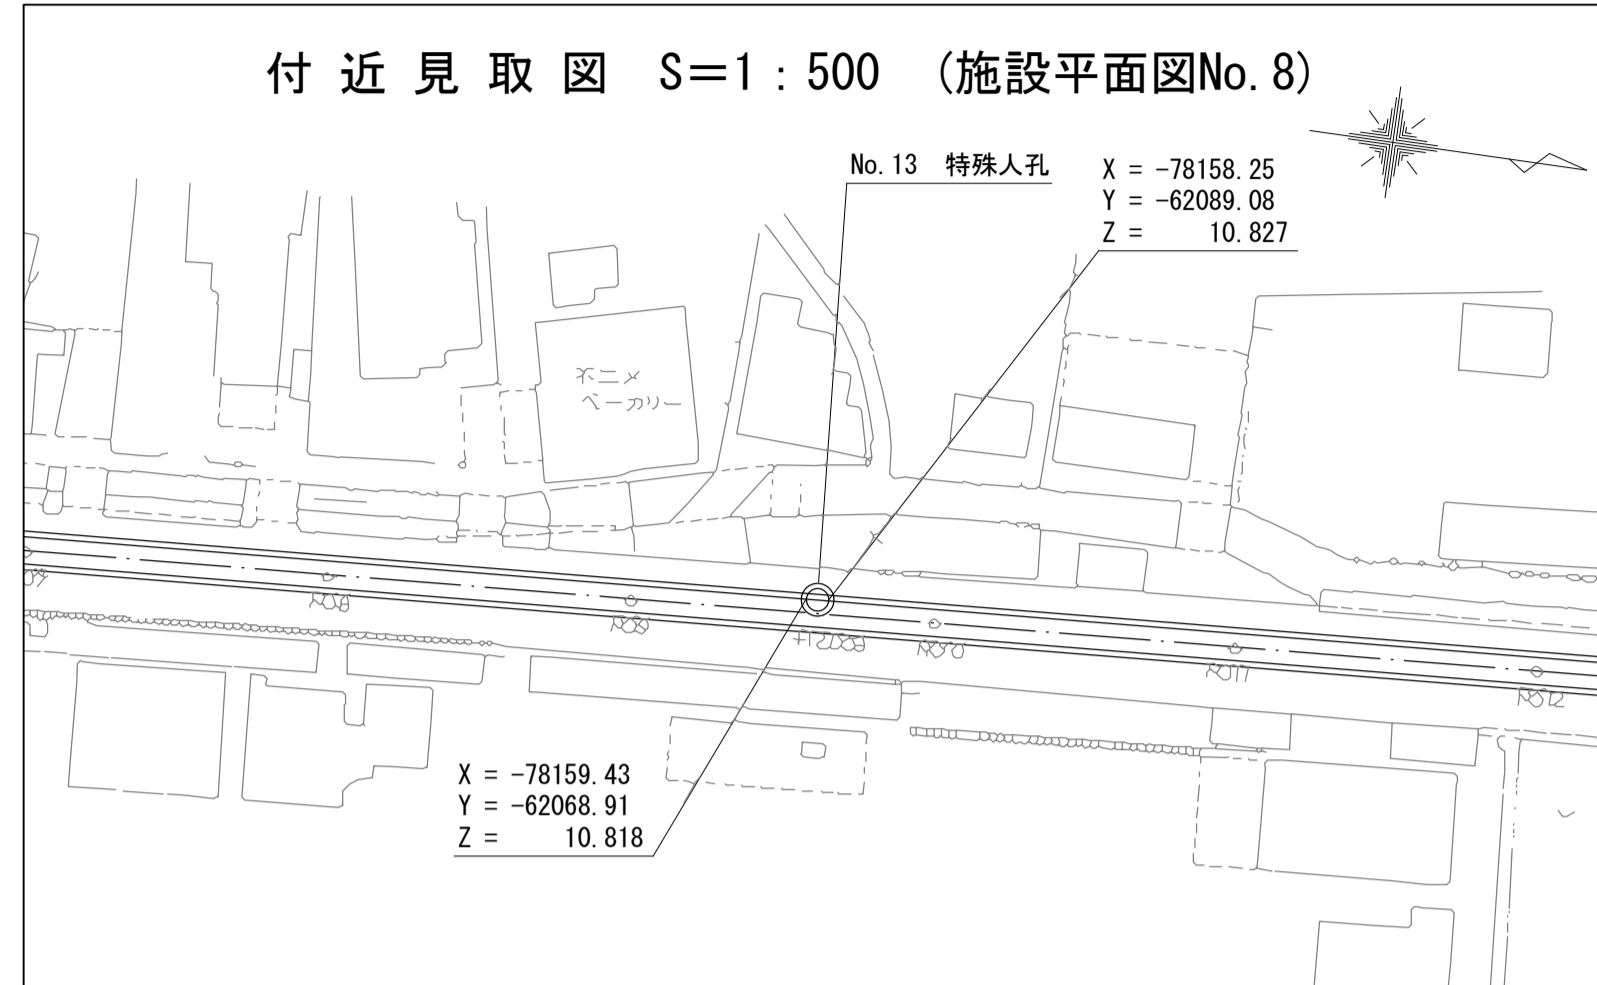 付近見取図 S＝1：500 (施設平面図No.8)
No.13 特殊人孔
X = -78158.25
Y = -62089.08
Z = 10.827
ベーカリー
X = -78159.43
Y = -62068.91
Z = 10.818